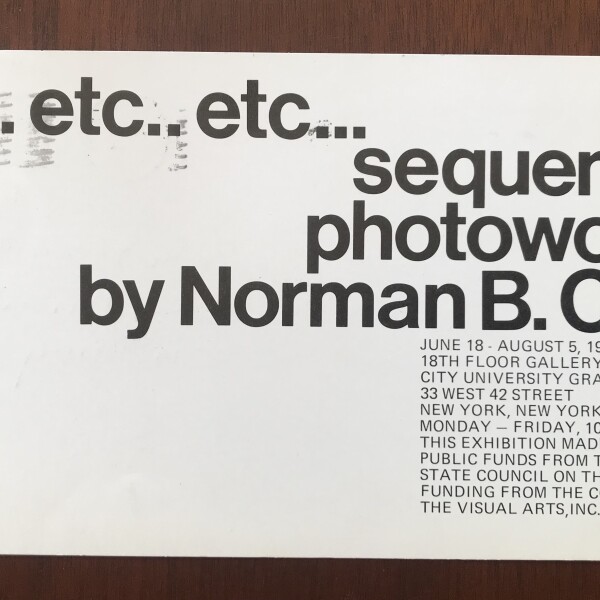 . etc.. etc...
sequen
photowo
by Norman B. C
JUNE 18 - AUGUST 5, 19
18TH FLOOR GALLERY
CITY UNIVERSITY GRA
33 WEST 42 STREET
NEW YORK, NEW YORK
MONDAY — FRIDAY, 10
THIS EXHIBITION MAD
PUBLIC FUNDS FROM T
STATE COUNCIL ON TH
FUNDING FROM THE C
THE VISUAL ARTS,INC.